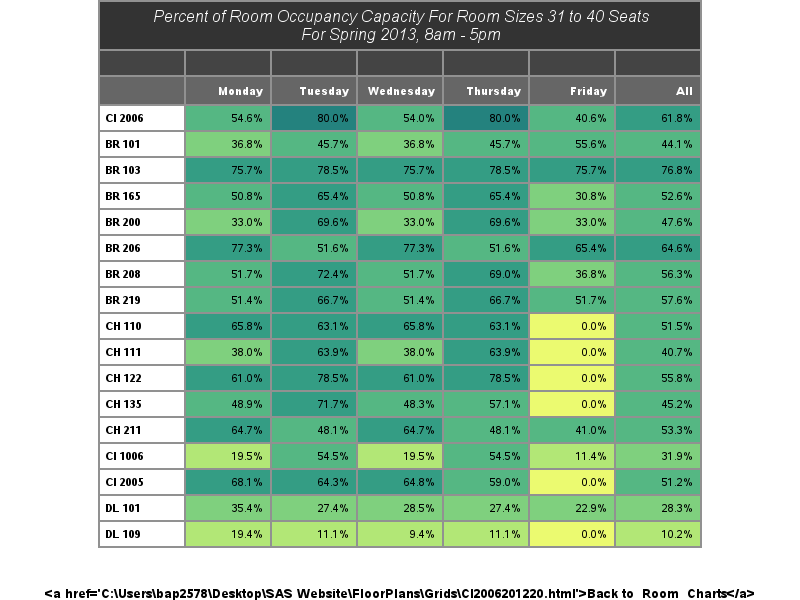 Percent of Room Occupancy Capacity For Room Sizes 31 to 40 Seats
For Spring 2013, 8am - 5pm
Monday Tuesday Wednesday Thursday Friday All
CI 2006 54.6% 80.0% 54.0% 80.0% 40.6% 61.8%
BR 101 36.8% 45.7% 36.8% 45.7% 55.6% 44.1%
BR 103 75.7% 78.5% 75.7% 78.5% 75.7% 76.8%
BR 165 50.8% 65.4% 50.8% 65.4% 30.8% 52.6%
BR 200 33.0% 69.6% 33.0% 69.6% 33.0% 47.6%
BR 206 77.3% 51.6% 77.3% 51.6% 65.4% 64.6%
BR 208 51.7% 72.4% 51.7% 69.0% 36.8% 56.3%
BR 219 51.4% 66.7% 51.4% 66.7% 51.7% 57.6%
CH 110 65.8% 63.1% 65.8% 63.1% 0.0% 51.5%
CH 111 38.0% 63.9% 38.0% 63.9% 0.0% 40.7%
CH 122 61.0% 78.5% 61.0% 78.5% 0.0% 55.8%
CH 135 48.9% 71.7% 48.3% 57.1% 0.0% 45.2%
CH 211 64.7% 48.1% 64.7% 48.1% 41.0% 53.3%
CI 1006 19.5% 54.5% 19.5% 54.5% 11.4% 31.9%
CI 2005 68.1% 64.3% 64.8% 59.0% 0.0% 51.2%
DL 101 35.4% 27.4% 28.5% 27.4% 22.9% 28.3%
DL 109 19.4% 11.1% 9.4% 11.1% 0.0% 10.2%
<a href='C:\Users\bap2578\Desktop\SAS Website\FloorPlans\Grids\CI2006201220.html'>Back to Room Charts</a>